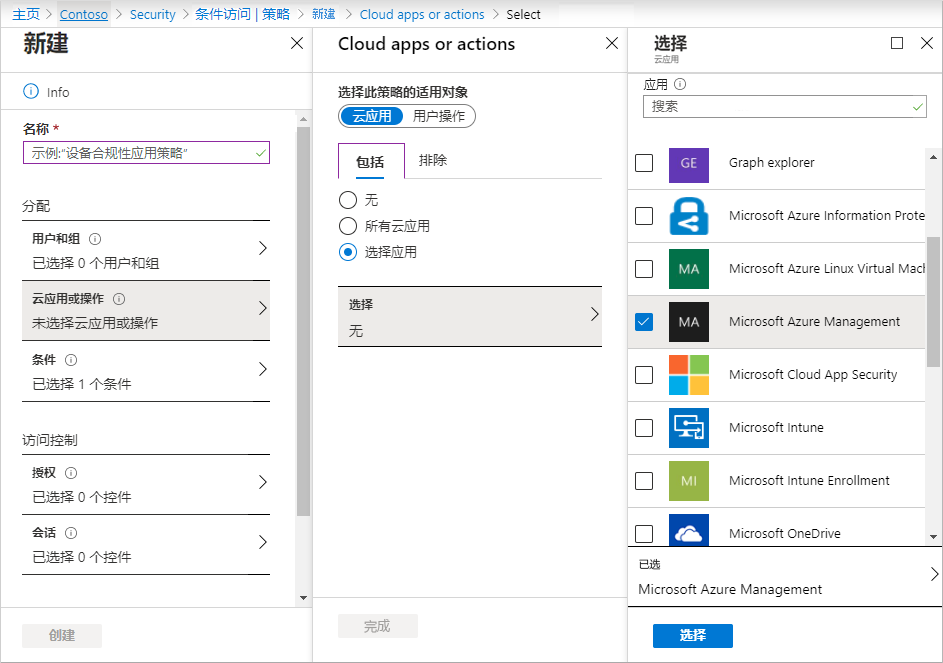 主页 > Contoso > Security > 条件访问 | 策略 > 新建 > Cloud apps or actions > Select
新建
Info
名称 *
示例:“设备合规性应用策略”
分配
用户和组
已选择 0 个用户和组
云应用或操作
未选择云应用或操作
条件
已选择 1 个条件
访问控制
授权
已选择 0 个控件
会话
已选择 0 个控件
创建
Cloud apps or actions
选择此策略的适用对象
云应用 用户操作
包括 排除
无
所有云应用
选择应用
选择
无
完成
选择
云应用
应用
搜索
GE Graph explorer
Microsoft Azure Information Prote
MA Microsoft Azure Linux Virtual Mach
MA Microsoft Azure Management
Microsoft Cloud App Security
Microsoft Intune
MI Microsoft Intune Enrollment
Microsoft OneDrive
已选
Microsoft Azure Management
选择